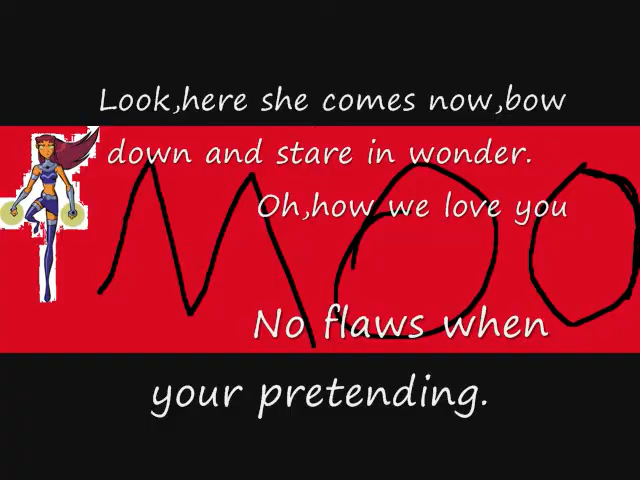 Look,here she comes now,bow
down and stare in wonder.
Oh,how we love you
MOO
No flaws when
your pretending.